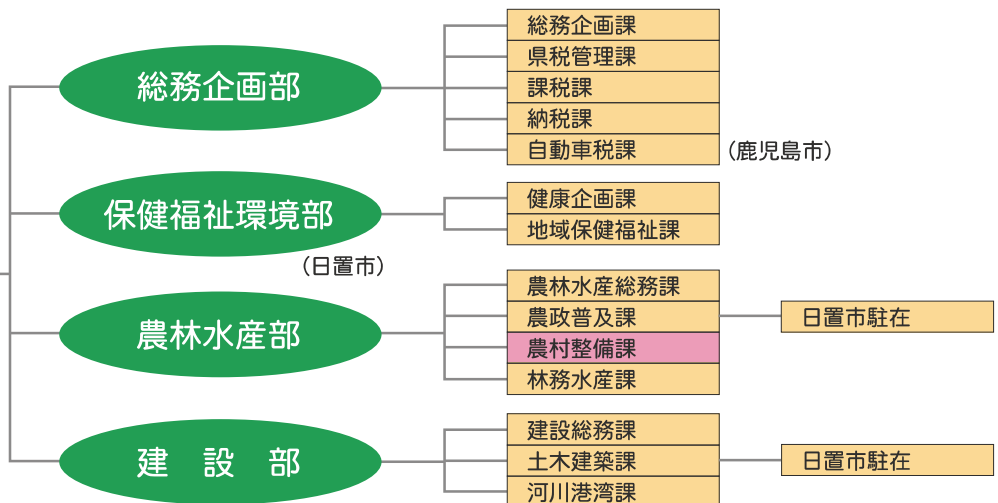 総務企画部
総務企画課
県税管理課
課税課
納税課
自動車税課
(鹿児島市)
保健福祉環境部
(日置市)
健康企画課
地域保健福祉課
農林水産部
農林水産総務課
農政普及課
日置市駐在
農村整備課
林務水産課
建　設　部
建設総務課
土木建築課
日置市駐在
河川港湾課